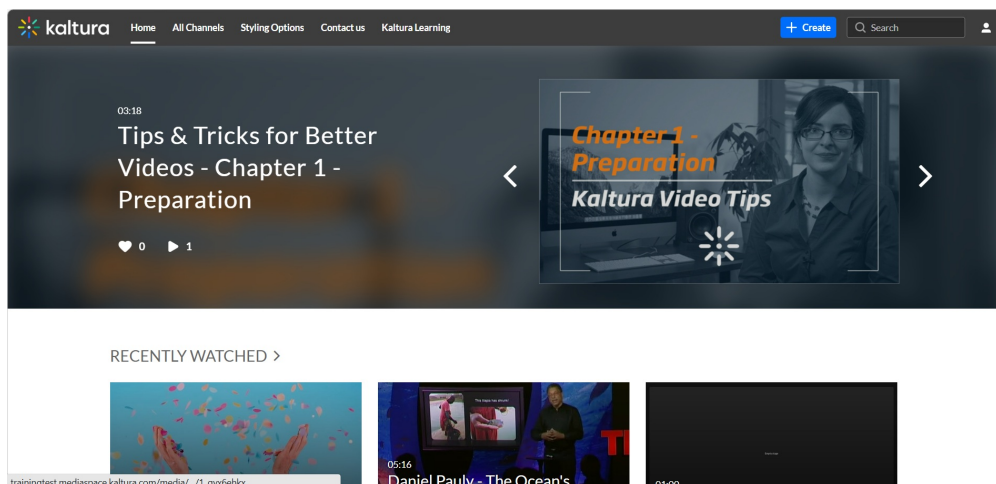 kaltura Home All Channels Styling Options Contact us Kaltura Learning + Create Search
03:18
Tips & Tricks for Better
Videos - Chapter 1 -
Preparation
0 1
Chapter 1 -
Preparation
Kaltura Video Tips
RECENTLY WATCHED >
05:16
Daniel Pauly - The Ocean's
01:00